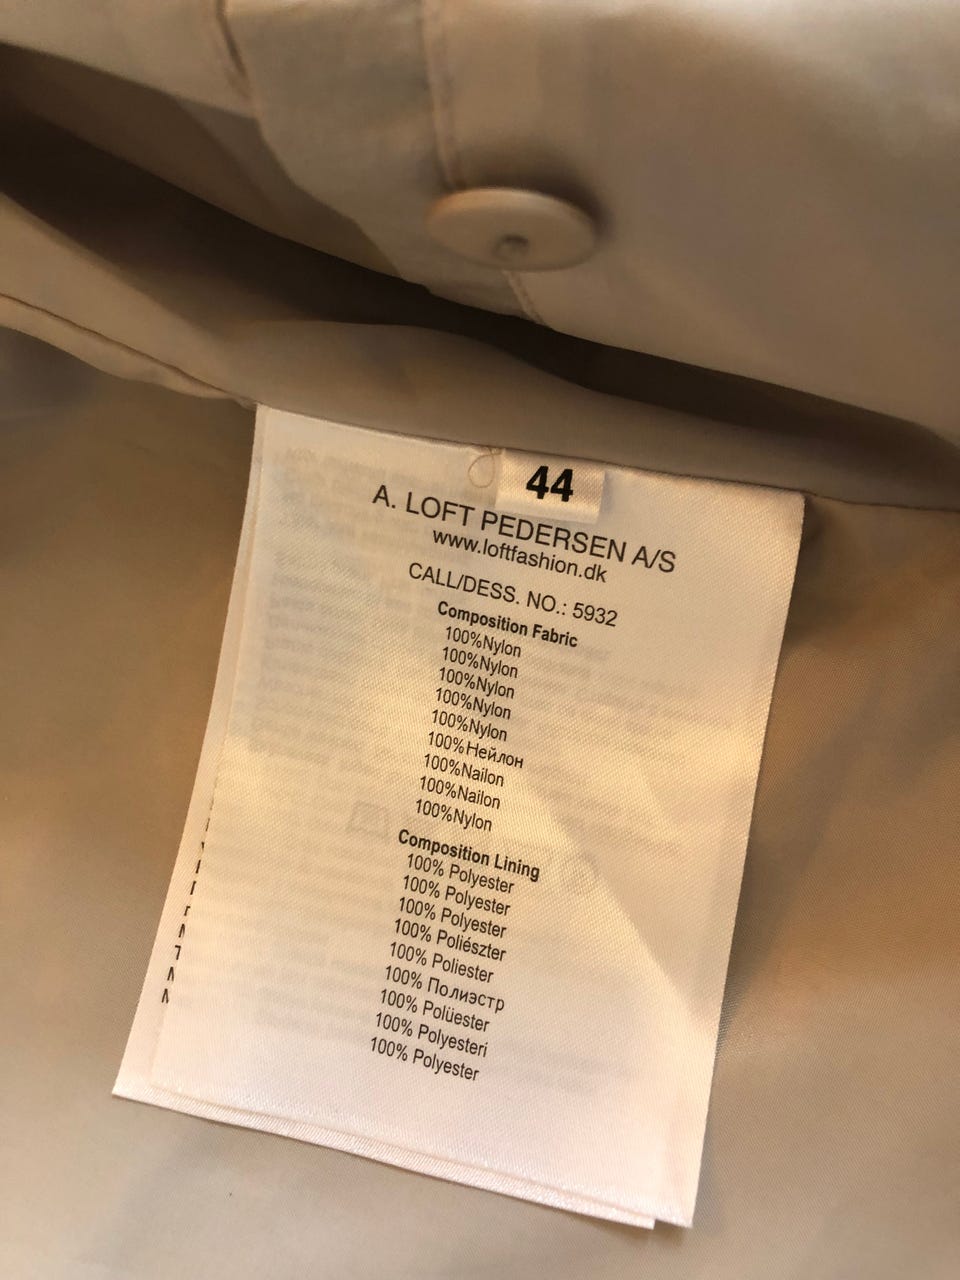 44
A. LOFT PEDERSEN A/S
www.loftfashion.dk
CALL/DESS. NO.: 5932
Composition Fabric
100%Nylon
100%Nylon
100%Nylon
100%Nylon
100%Nylon
100%Нейлон
100%Nailon
100%Nailon
100%Nylon
Composition Lining
100% Polyester
100% Polyester
100% Polyester
100% Poliészter
100% Poliester
100% Полиэстр
100% Polüester
100% Polyesteri
100% Polyester